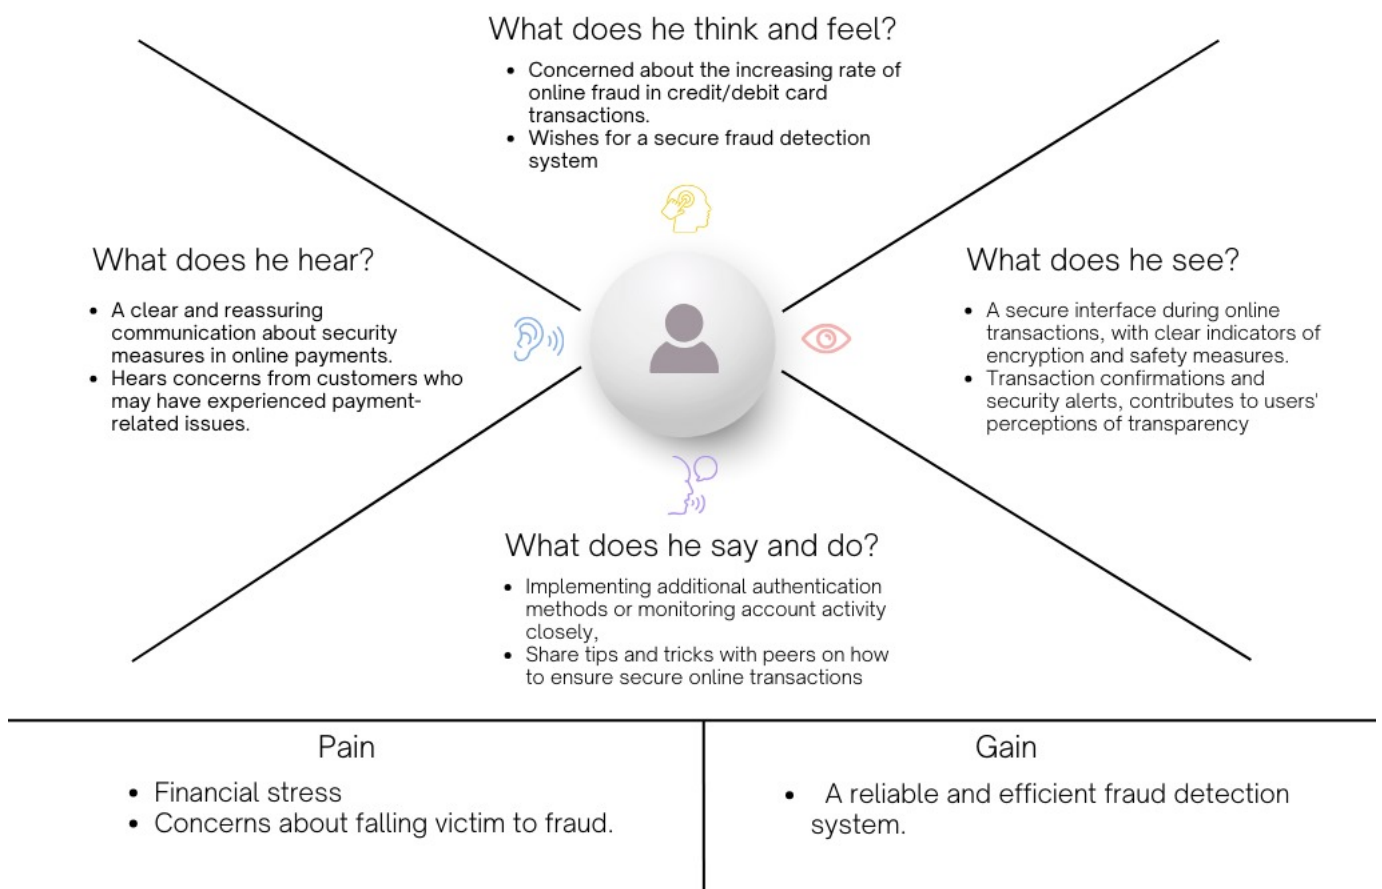 What does he think and feel?
• Concerned about the increasing rate of
online fraud in credit/debit card
transactions.
• Wishes for a secure fraud detection
system
What does he hear?
• A clear and reassuring
communication about security
measures in online payments.
• Hears concerns from customers who
may have experienced payment-
related issues.
What does he see?
• A secure interface during online
transactions, with clear indicators of
encryption and safety measures.
• Transaction confirmations and
security alerts, contributes to users'
perceptions of transparency
What does he say and do?
• Implementing additional authentication
methods or monitoring account activity
closely,
• Share tips and tricks with peers on how
to ensure secure online transactions
Pain
• Financial stress
• Concerns about falling victim to fraud.
Gain
• A reliable and efficient fraud detection
system.